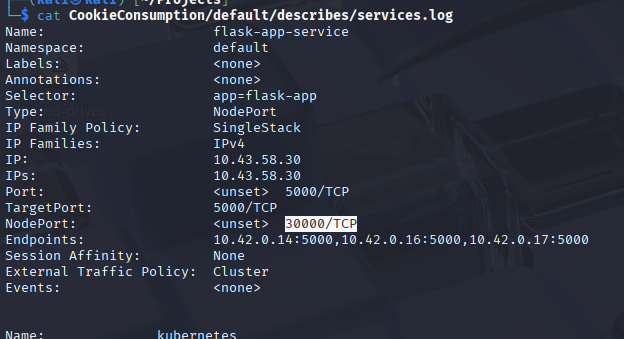 (kali㉿kali) [~/Projects]
$ cat CookieConsumption/default/describes/services.log
Name: flask-app-service
Namespace: default
Labels: <none>
Annotations: <none>
Selector: app=flask-app
Type: NodePort
IP Family Policy: SingleStack
IP Families: IPv4
IP: 10.43.58.30
IPs: 10.43.58.30
Port: <unset> 5000/TCP
TargetPort: 5000/TCP
NodePort: <unset> 30000/TCP
Endpoints: 10.42.0.14:5000,10.42.0.16:5000,10.42.0.17:5000
Session Affinity: None
External Traffic Policy: Cluster
Events: <none>
Name: kubernetes